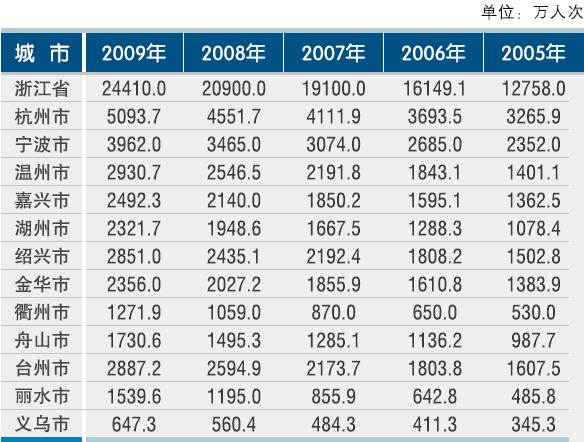 单位：万人次
城 市 2009年 2008年 2007年 2006年 2005年
浙江省 24410.0 20900.0 19100.0 16149.1 12758.0
杭州市 5093.7 4551.7 4111.9 3693.5 3265.9
宁波市 3962.0 3465.0 3074.0 2685.0 2352.0
温州市 2930.7 2546.5 2191.8 1843.1 1401.1
嘉兴市 2492.3 2140.0 1850.2 1595.1 1362.5
湖州市 2321.7 1948.6 1667.5 1288.3 1078.4
绍兴市 2851.0 2435.1 2192.4 1808.2 1502.8
金华市 2356.0 2027.2 1855.9 1610.8 1383.9
衢州市 1271.9 1059.0 870.0 650.0 530.0
舟山市 1730.6 1495.3 1285.1 1136.2 987.7
台州市 2887.2 2594.9 2173.7 1803.8 1607.5
丽水市 1539.6 1195.0 855.9 642.8 485.8
义乌市 647.3 560.4 484.3 411.3 345.3